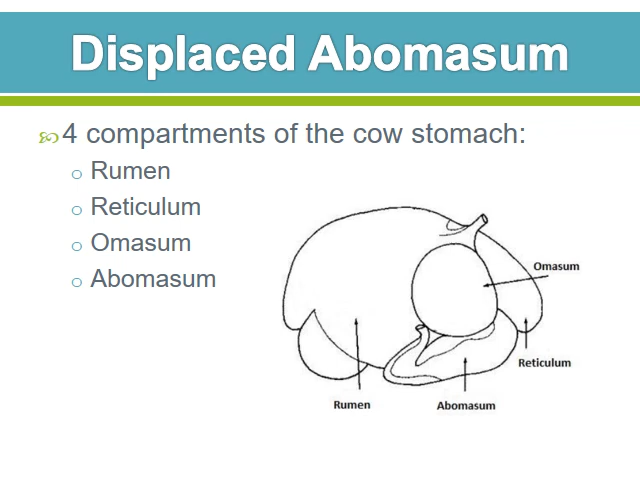 Displaced Abomasum
4 compartments of the cow stomach:
Rumen
Reticulum
Omasum
Abomasum
Omasum
Reticulum
Rumen
Abomasum